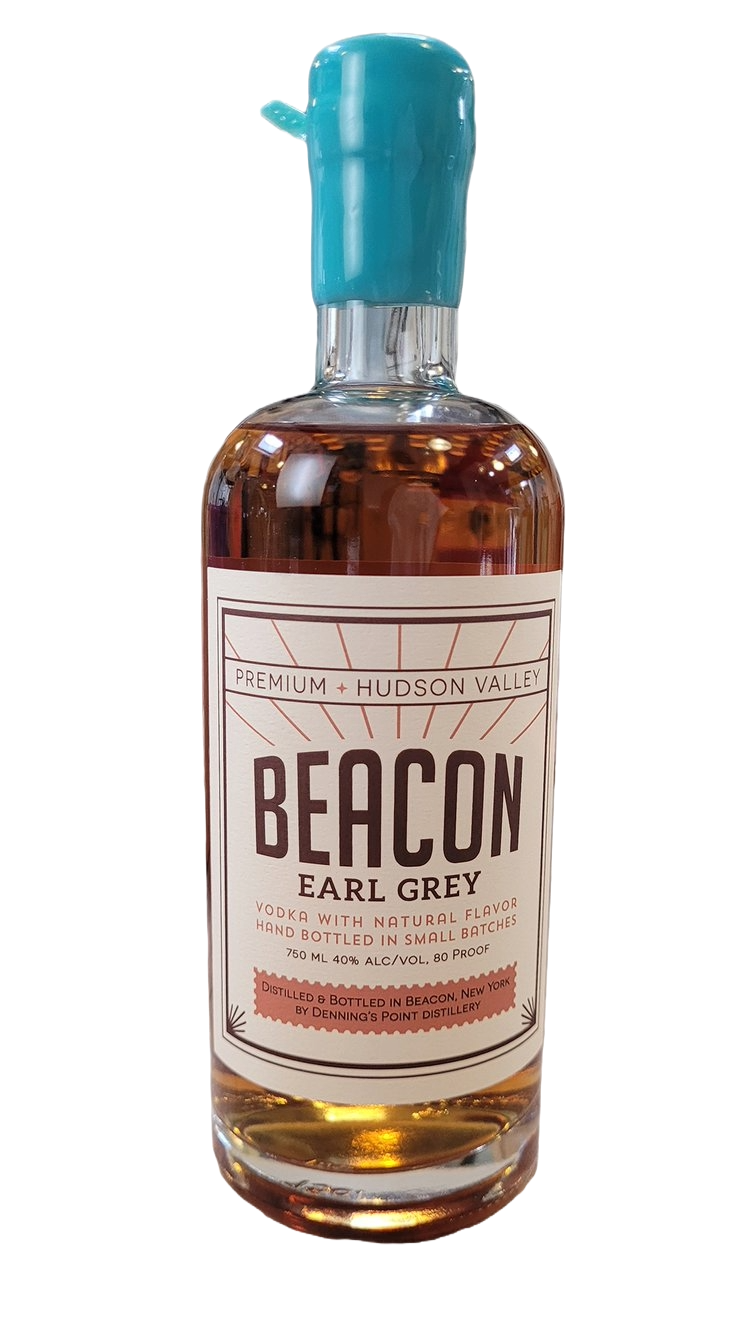 PREMIUM + HUDSON VALLEY
BEACON
EARL GREY
VODKA WITH NATURAL FLAVOR
HAND BOTTLED IN SMALL BATCHES
750 ML 40% ALC/VOL, 80 PROOF
DISTILLED & BOTTLED IN BEACON, NEW YORK
BY DENNING'S POINT DISTILLERY